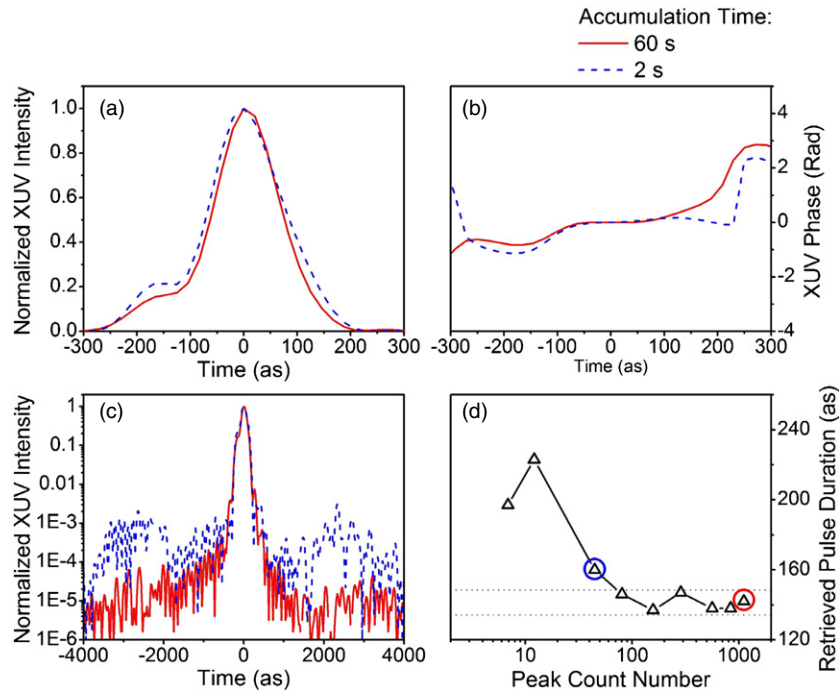 Accumulation Time:
60 s
2 s
(a)
Normalized XUV Intensity
1.0
0.8
0.6
0.4
0.2
0.0
-300 -200 -100 0 100 200 300
Time (as)
(b)
4
2
0
-2
-4
XUV Phase (Rad)
-300 -200 -100 0 100 200 300
Time (as)
(c)
Normalized XUV Intensity
1
0.1
0.01
1E-3
1E-4
1E-5
1E-6
-4000 -2000 0 2000 4000
Time (as)
(d)
260
240
200
160
120
Retrieved Pulse Duration (as)
10 100 1000
Peak Count Number